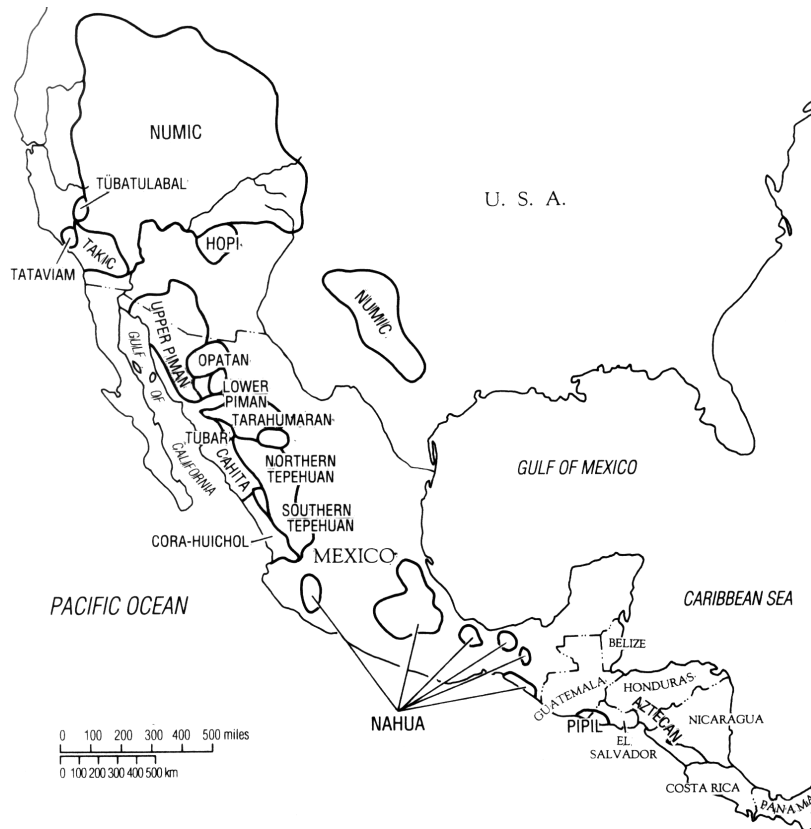 NUMIC
TÜBATULABAL
U. S. A.
HOPI
TAKIC
TATAVIAM
NUMIC
UPPER PIMAN
GULF OF CALIFORNIA
OPATAN
LOWER
PIMAN
TARAHUMARAN
TUBAR
CAHITA
NORTHERN
TEPEHUAN
GULF OF MEXICO
SOUTHERN
TEPEHUAN
CORA-HUICHOL
MEXICO
PACIFIC OCEAN
CARIBBEAN SEA
BELIZE
GUATEMALA
HONDURAS
AZTECAN
NICARAGUA
NAHUA
PIPIL
EL
SALVADOR
COSTA RICA
PANAMA
0 100 200 300 400 500 miles
0 100 200 300 400 500 km